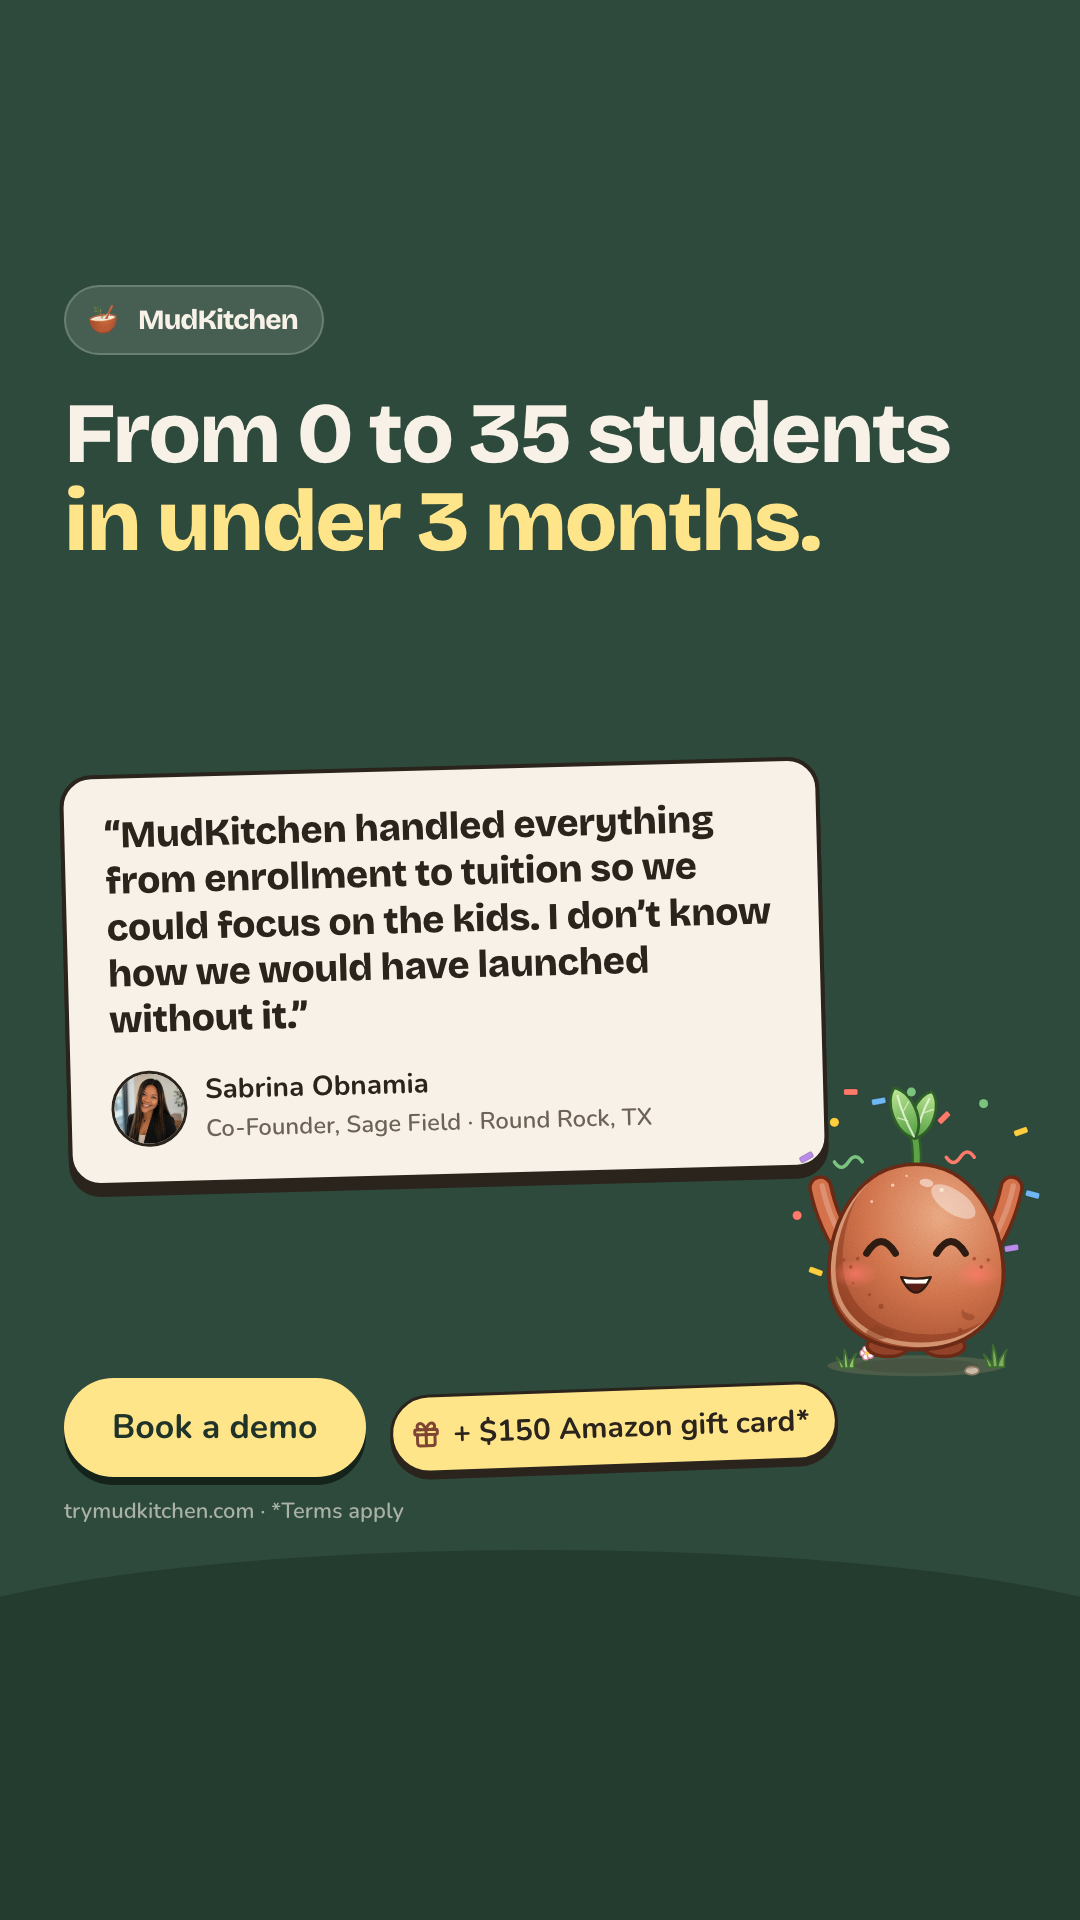 MudKitchen
From 0 to 35 students
in under 3 months.
“MudKitchen handled everything
from enrollment to tuition so we
could focus on the kids. I don’t know
how we would have launched
without it.”
Sabrina Obnamia
Co-Founder, Sage Field · Round Rock, TX
Book a demo
+ $150 Amazon gift card*
trymudkitchen.com · *Terms apply